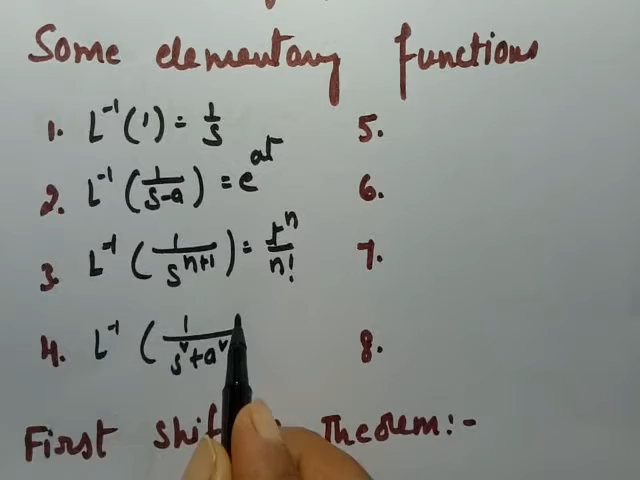 Some elementary functions
1. L⁻¹(1) = 1/s
2. L⁻¹(1/(s-a)) = e^at
3. L⁻¹(1/s^(n+1)) = t^n/n!
4. L⁻¹(1/(s²+a²)
5.
6.
7.
8.
First Theorem:-